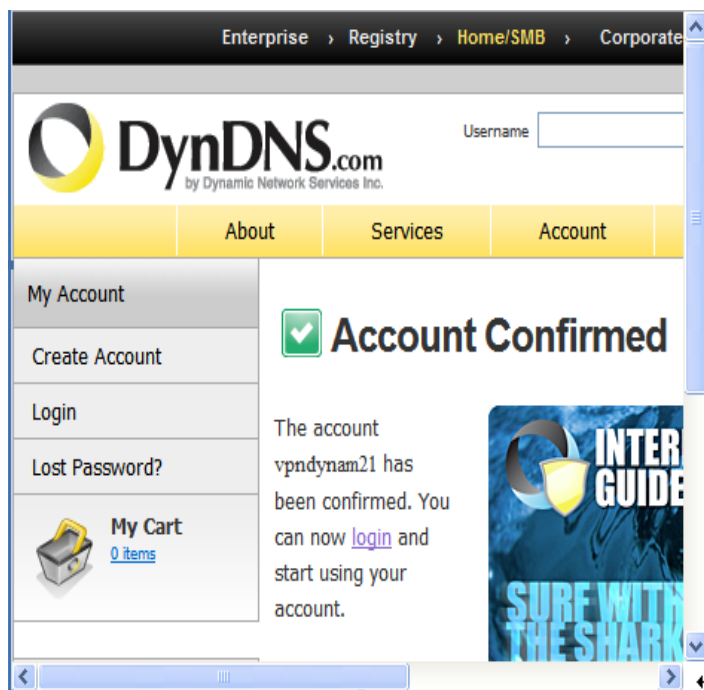 Enterprise › Registry › Home/SMB › Corporate
DynDNS.com
by Dynamic Network Services Inc.
Username
About Services Account
My Account
Create Account
Login
Lost Password?
My Cart
0 items
Account Confirmed
The account
vpndynam21 has
been confirmed. You
can now login and
start using your
account.
INTER
GUIDE
SURF WITH
THE SHARK